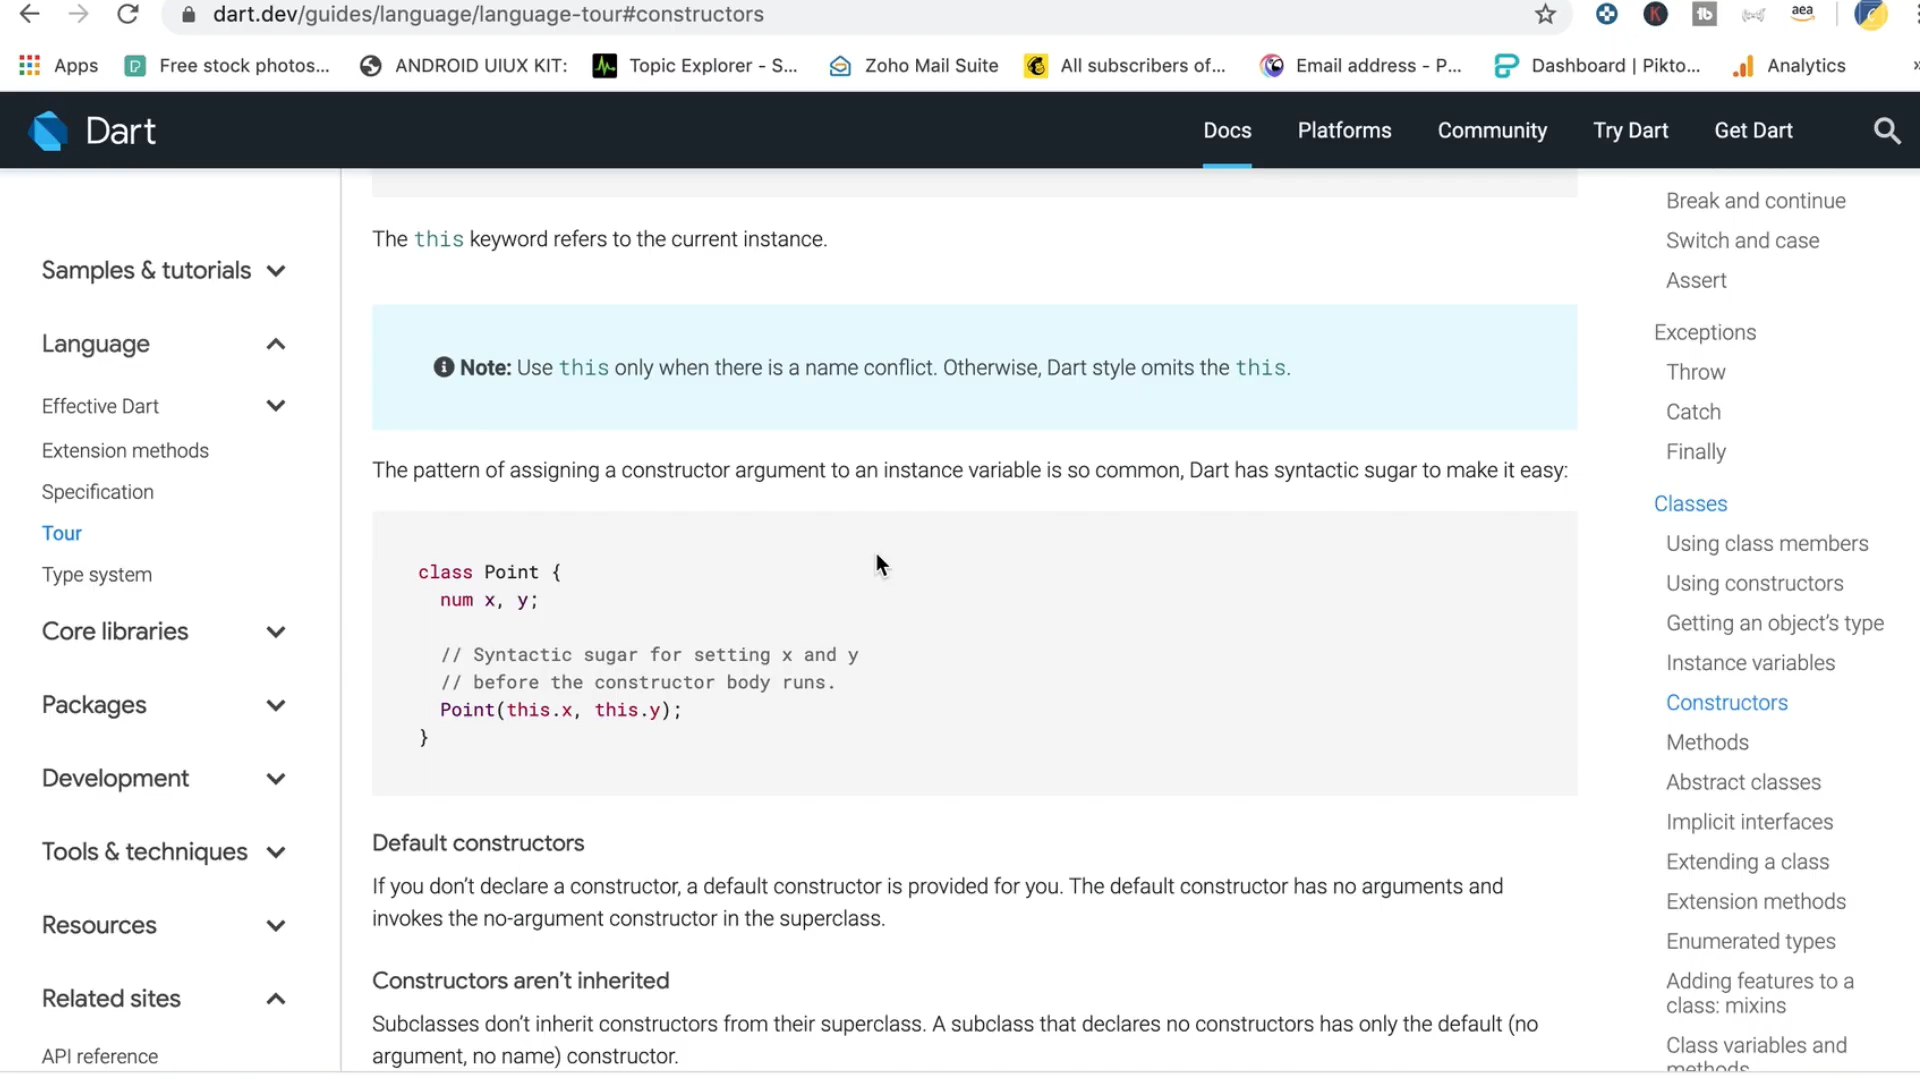 dart.dev/guides/language/language-tour#constructors
Apps
Free stock photos...
ANDROID UIUX KIT:
Topic Explorer - S...
Zoho Mail Suite
All subscribers of...
Email address - P...
Dashboard | Pikto...
Analytics
»
Dart
Docs
Platforms
Community
Try Dart
Get Dart
Samples & tutorials
Language
Effective Dart
Extension methods
Specification
Tour
Type system
Core libraries
Packages
Development
Tools & techniques
Resources
Related sites
API reference
The this keyword refers to the current instance.
Note: Use this only when there is a name conflict. Otherwise, Dart style omits the this.
The pattern of assigning a constructor argument to an instance variable is so common, Dart has syntactic sugar to make it easy:
class Point {
num x, y;
// Syntactic sugar for setting x and y
// before the constructor body runs.
Point(this.x, this.y);
}
Default constructors
If you don’t declare a constructor, a default constructor is provided for you. The default constructor has no arguments and
invokes the no-argument constructor in the superclass.
Constructors aren’t inherited
Subclasses don’t inherit constructors from their superclass. A subclass that declares no constructors has only the default (no
argument, no name) constructor.
Break and continue
Switch and case
Assert
Exceptions
Throw
Catch
Finally
Classes
Using class members
Using constructors
Getting an object’s type
Instance variables
Constructors
Methods
Abstract classes
Implicit interfaces
Extending a class
Extension methods
Enumerated types
Adding features to a
class: mixins
Class variables and
methods